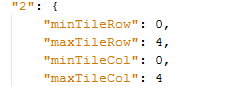 "2": {
"minTileRow": 0,
"maxTileRow": 4,
"minTileCol": 0,
"maxTileCol": 4